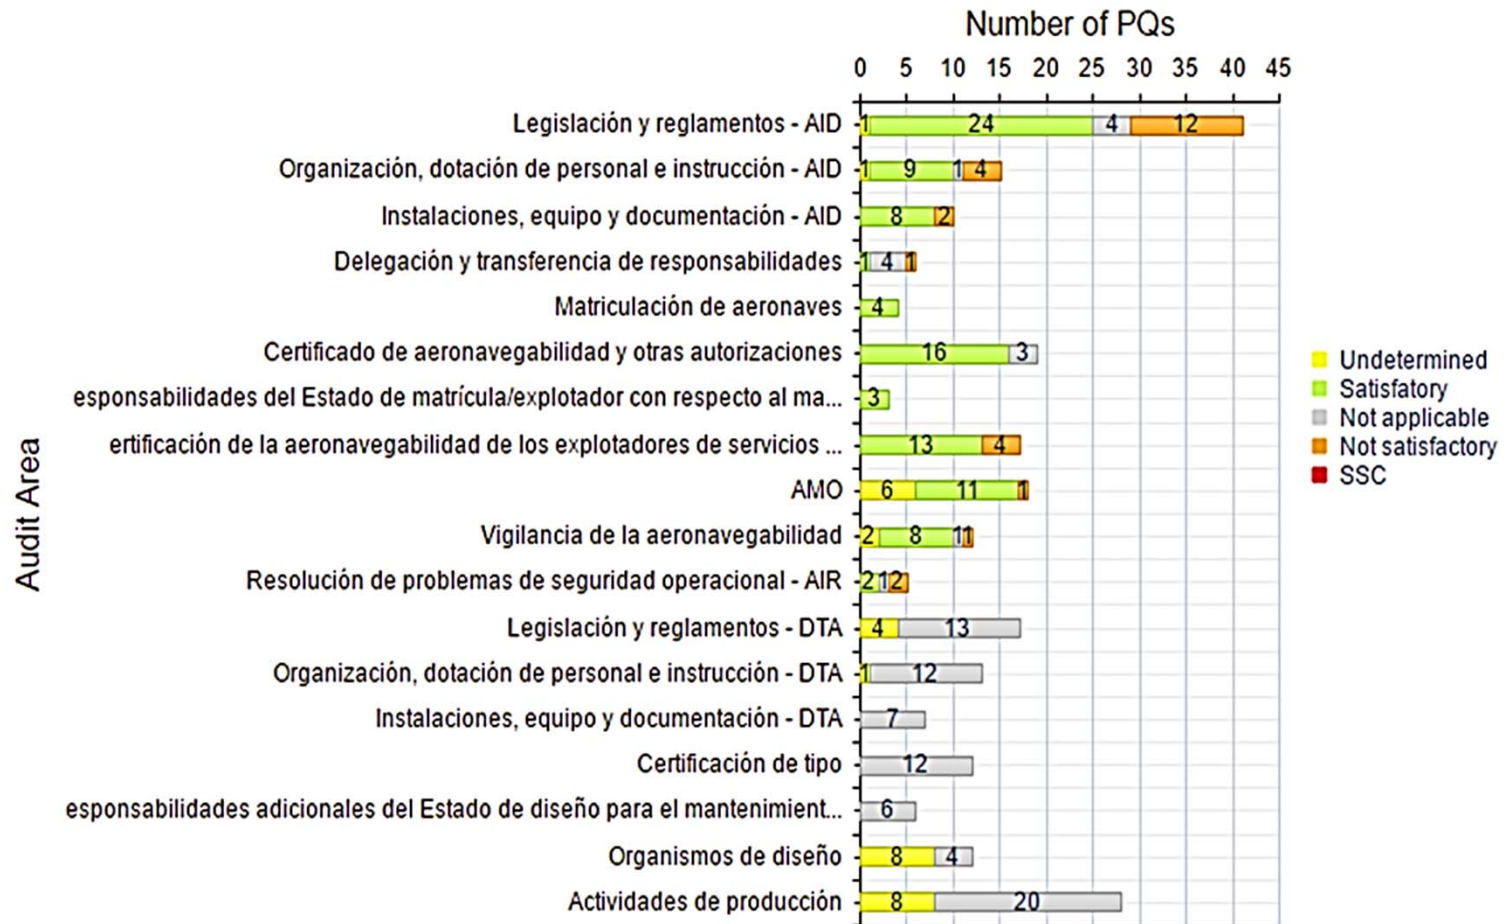 Number of PQs
0 5 10 15 20 25 30 35 40 45
Audit Area
Legislación y reglamentos - AID 1 24 4 12
Organización, dotación de personal e instrucción - AID 1 9 1 4
Instalaciones, equipo y documentación - AID 8 2
Delegación y transferencia de responsabilidades 1 4 1
Matriculación de aeronaves 4
Certificado de aeronavegabilidad y otras autorizaciones 16 3
esponsabilidades del Estado de matrícula/explotador con respecto al ma... 3
ertificación de la aeronavegabilidad de los explotadores de servicios ... 13 4
AMO 6 11 1
Vigilancia de la aeronavegabilidad 2 8 1 1
Resolución de problemas de seguridad operacional - AIR 2 1 2
Legislación y reglamentos - DTA 4 13
Organización, dotación de personal e instrucción - DTA 1 12
Instalaciones, equipo y documentación - DTA 7
Certificación de tipo 12
esponsabilidades adicionales del Estado de diseño para el mantenimient... 6
Organismos de diseño 8 4
Actividades de producción 8 20
Undetermined
Satisfatory
Not applicable
Not satisfactory
SSC